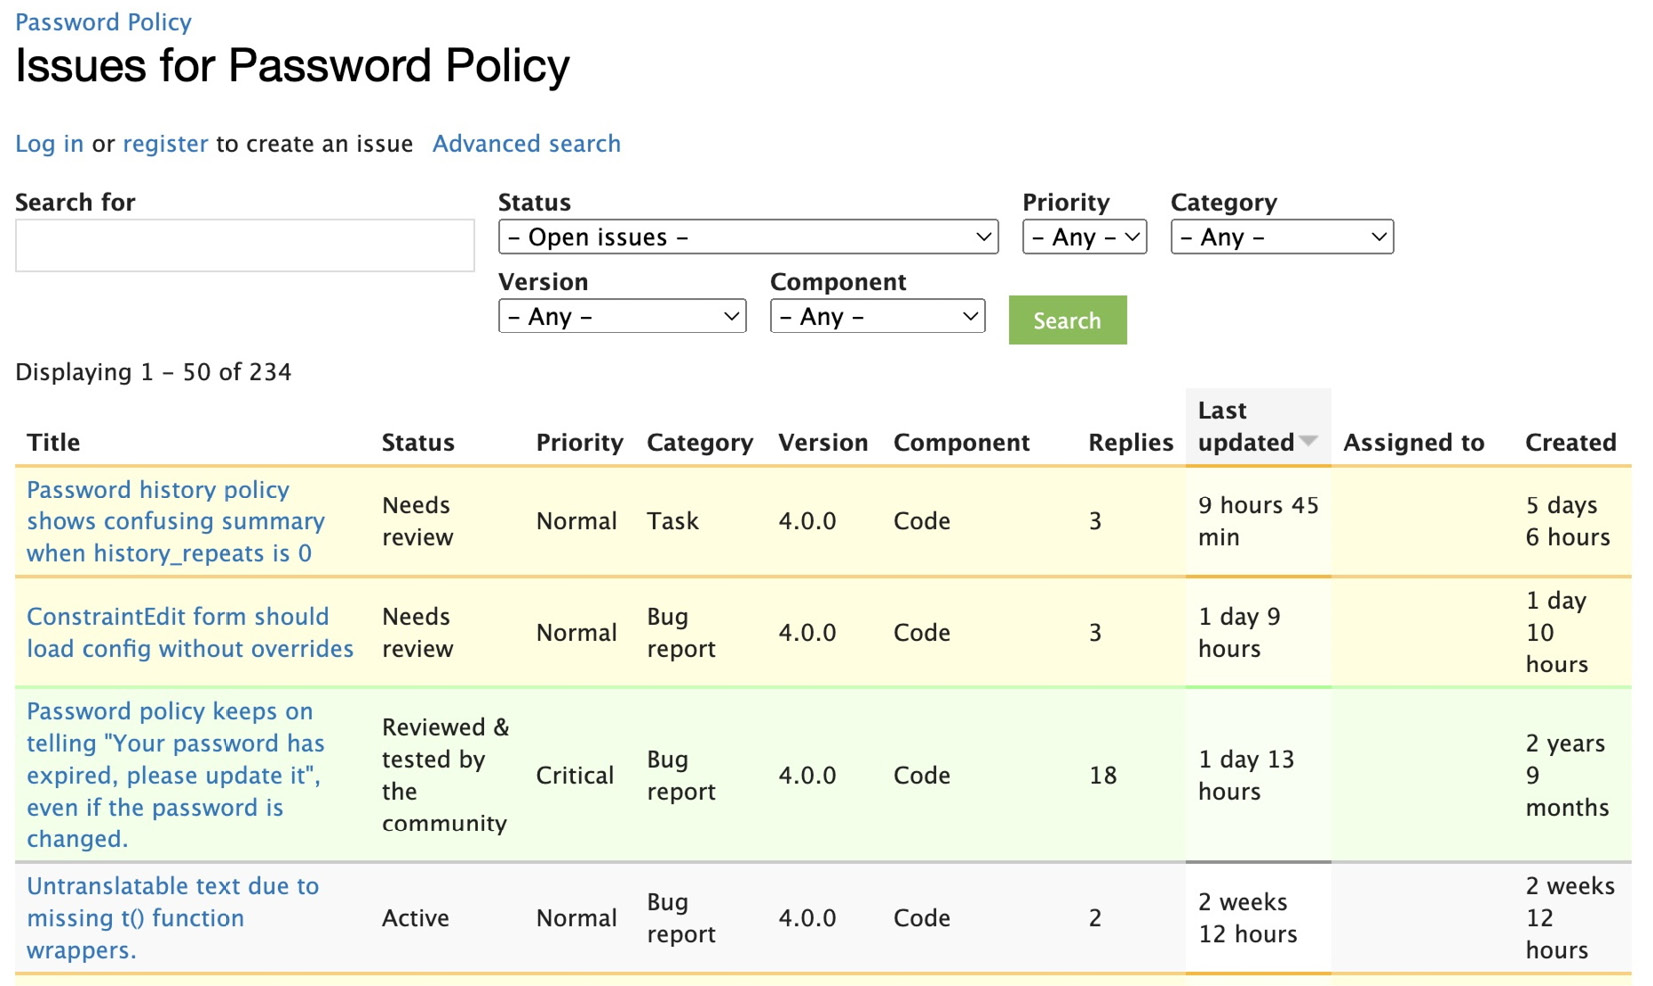 Password Policy
Issues for Password Policy
Log in or register to create an issue Advanced search
Search for
Status
Priority
Category
– Open issues –
– Any –
– Any –
Version
Component
– Any –
– Any –
Search
Displaying 1 – 50 of 234
Title Status Priority Category Version Component Replies Last updated Assigned to Created
Password history policy
shows confusing summary
when history_repeats is 0
Needs
review
Normal
Task
4.0.0
Code
3
9 hours 45
min
5 days
6 hours
ConstraintEdit form should
load config without overrides
Needs
review
Normal
Bug
report
4.0.0
Code
3
1 day 9
hours
1 day
10
hours
Password policy keeps on
telling "Your password has
expired, please update it",
even if the password is
changed.
Reviewed &
tested by
the
community
Critical
Bug
report
4.0.0
Code
18
1 day 13
hours
2 years
9
months
Untranslatable text due to
missing t() function
wrappers.
Active
Normal
Bug
report
4.0.0
Code
2
2 weeks
12 hours
2 weeks
12
hours